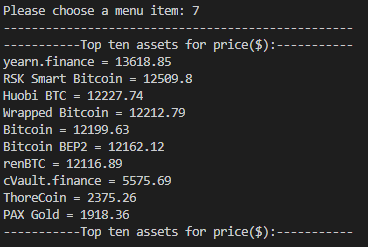 Please choose a menu item: 7
--------------------------------------------------
-----------Top ten assets for price($):-----------
yearn.finance = 13618.85
RSK Smart Bitcoin = 12509.8
Huobi BTC = 12227.74
Wrapped Bitcoin = 12212.79
Bitcoin = 12199.63
Bitcoin BEP2 = 12162.12
renBTC = 12116.89
cVault.finance = 5575.69
ThoreCoin = 2375.26
PAX Gold = 1918.36
-----------Top ten assets for price($):-----------